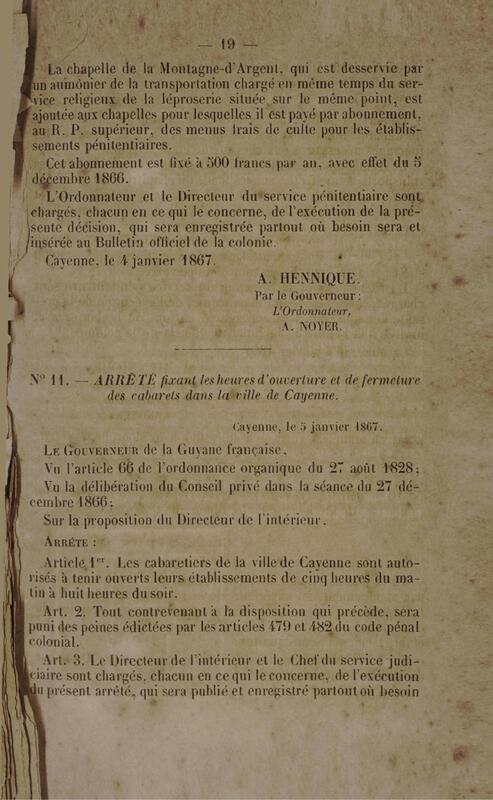 — 19 —
La chapelle de la Montagne-d'Argent, qui est desservie par
un aumônier de la transportation chargé en même temps du ser-
vice religieux de la léproserie située sur le même point, est
ajoutée aux chapelles pour lesquelles il est payé par abonnement,
au R. P. supérieur, des menus frais de culte pour les établis-
sements pénitentiaires.
Cet abonnement est fixé à 500 francs par an, avec effet du 5
décembre 1866.
L'Ordonnateur et le Directeur du service pénitentiaire sont
chargés, chacun en ce qui le concerne, de l'exécution de la pré-
sente décision, qui sera enregistrée partout où besoin sera et
insérée au Bulletin officiel de la colonie.
Cayenne, le 4 janvier 1867.
A. HENNIQUE.
Par le Gouverneur :
L'Ordonnateur,
A. NOYER.
N° 11. — ARRÊTÉ fixant les heures d'ouverture et de fermeture
des cabarets dans la ville de Cayenne.
Cayenne, le 5 janvier 1867.
LE GOUVERNEUR de la Guyane française,
Vu l'article 66 de l'ordonnance organique du 27 août 1828;
Vu la délibération du Conseil privé dans la séance du 27 dé-
cembre 1866;
Sur la proposition du Directeur de l'intérieur,
ARRÊTE :
Article 1er. Les cabaretiers de la ville de Cayenne sont auto-
risés à tenir ouverts leurs établissements de cinq heures du ma-
tin à huit heures du soir.
Art. 2. Tout contrevenant à la disposition qui précède, sera
puni des peines édictées par les articles 479 et 482 du code pénal
colonial.
Art. 3. Le Directeur de l'intérieur et le Chef du service judi-
ciaire sont chargés, chacun en ce qui le concerne, de l'exécution
du présent arrêté, qui sera publié et enregistré partout où besoin